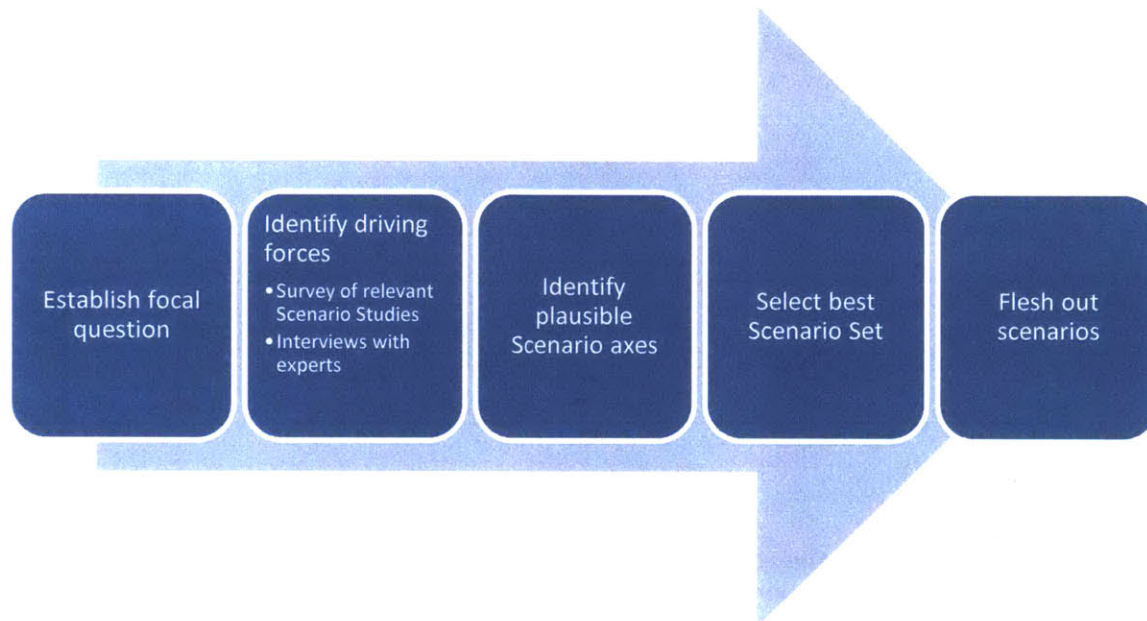 Establish focal
question
Identify driving
forces
•Survey of relevant
Scenario Studies
•Interviews with
experts
Identify
plausible
Scenario axes
Select best
Scenario Set
Flesh out
scenarios